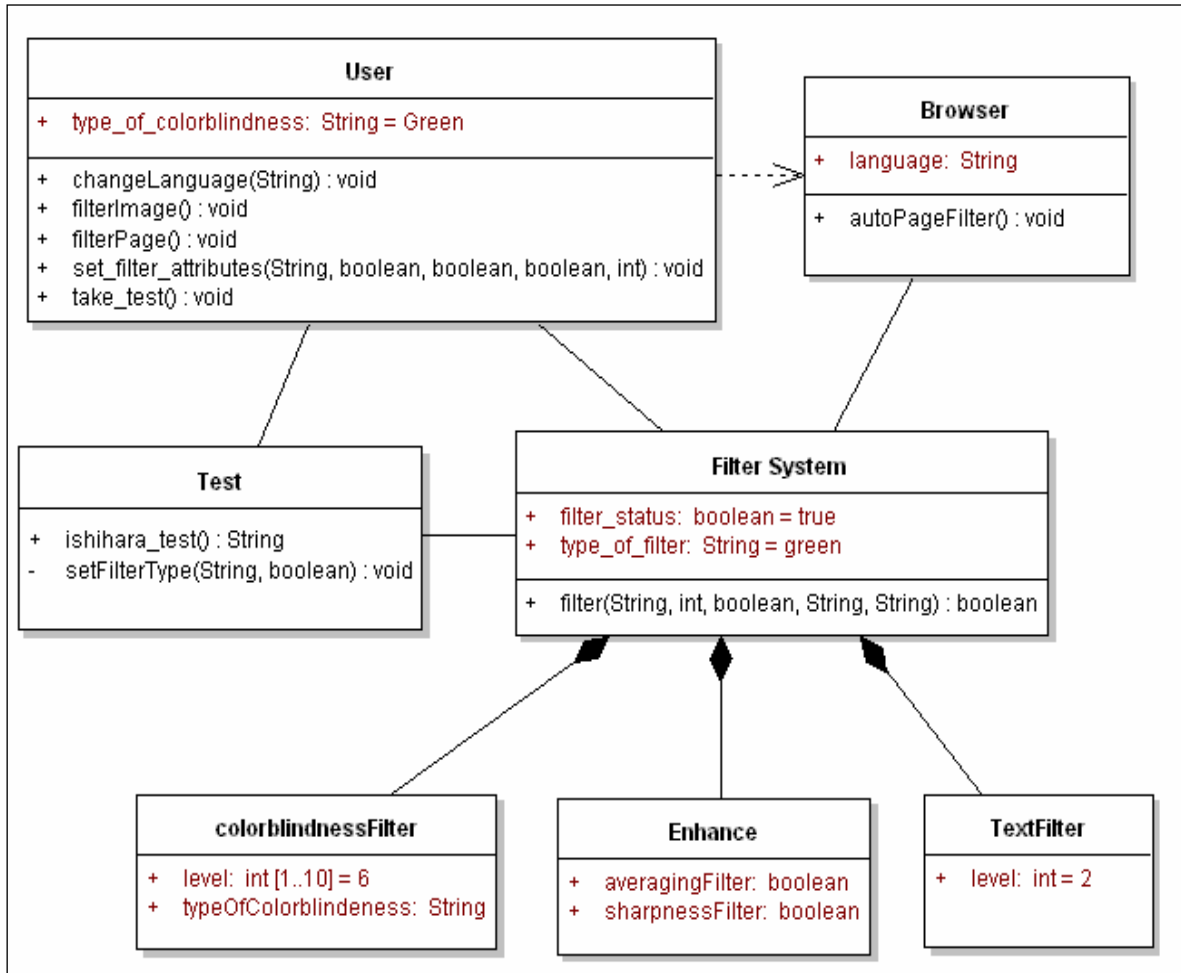 User
+ type_of_colorblindness: String = Green
+ changeLanguage(String) : void
+ filterImage() : void
+ filterPage() : void
+ set_filter_attributes(String, boolean, boolean, boolean, int) : void
+ take_test() : void
Browser
+ language: String
+ autoPageFilter() : void
Test
+ ishihara_test() : String
- setFilterType(String, boolean) : void
Filter System
+ filter_status: boolean = true
+ type_of_filter: String = green
+ filter(String, int, boolean, String, String) : boolean
colorblindnessFilter
+ level: int [1..10] = 6
+ typeOfColorblindeness: String
Enhance
+ averagingFilter: boolean
+ sharpnessFilter: boolean
TextFilter
+ level: int = 2